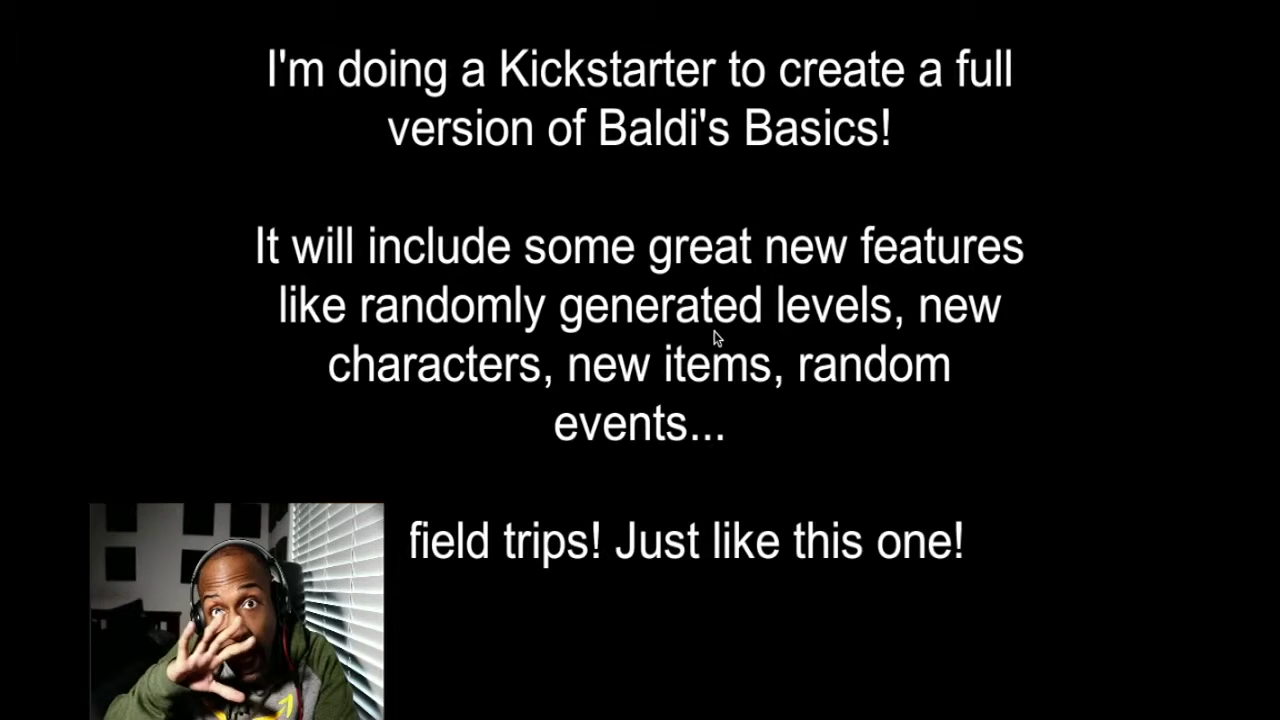 I'm doing a Kickstarter to create a full
version of Baldi's Basics!
It will include some great new features
like randomly generated levels, new
characters, new items, random
events...
field trips! Just like this one!